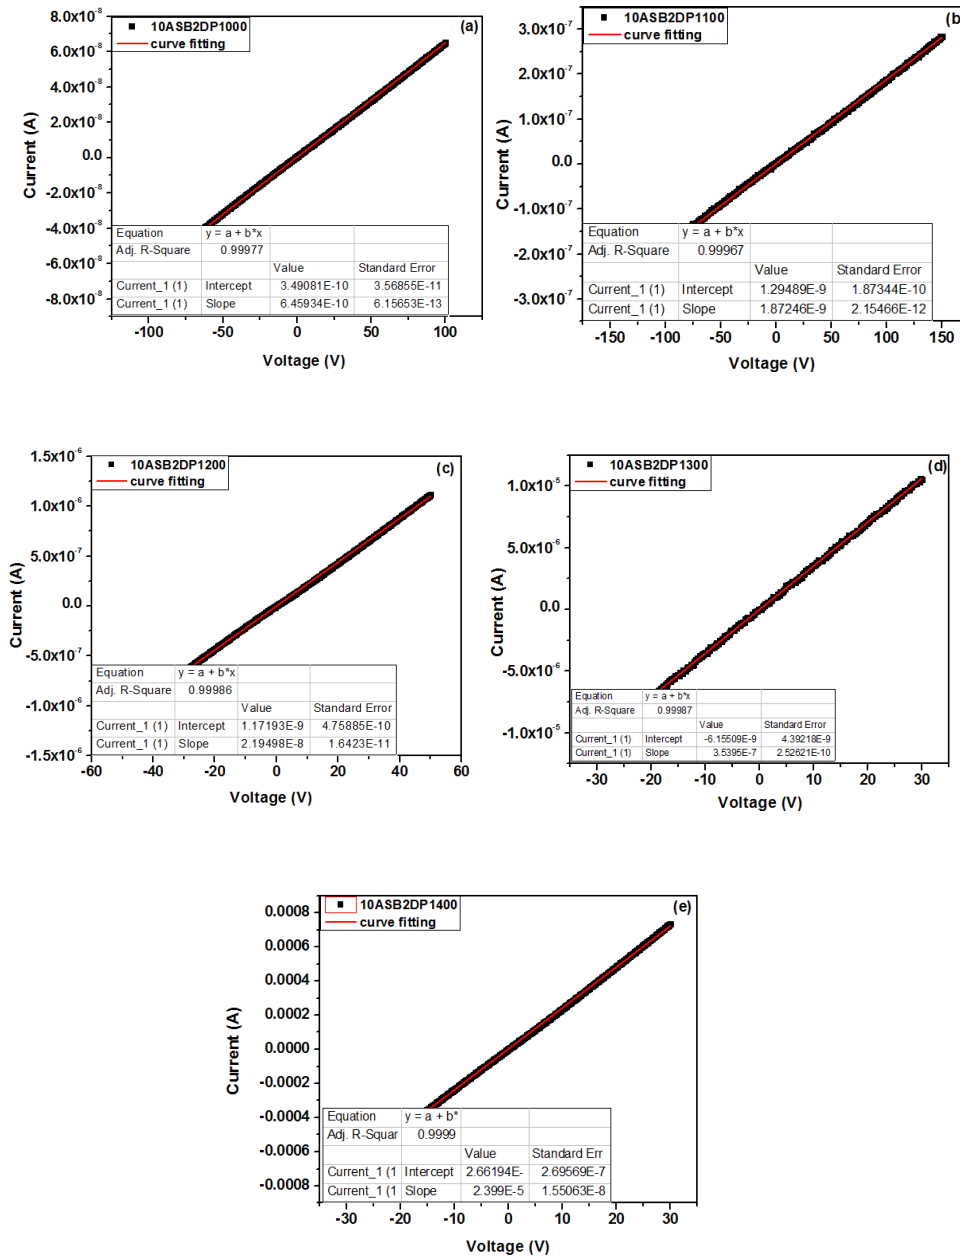 (a)
10ASB2DP1000
curve fitting
8.0x10⁻⁸
6.0x10⁻⁸
4.0x10⁻⁸
2.0x10⁻⁸
0.0
-2.0x10⁻⁸
-4.0x10⁻⁸
-6.0x10⁻⁸
-8.0x10⁻⁸
Current (A)
Equation y = a + b*x
Adj. R-Square 0.99977
Value Standard Error
Current_1 (1) Intercept 3.49081E-10 3.56855E-11
Current_1 (1) Slope 6.45934E-10 6.15653E-13
-100 -50 0 50 100
Voltage (V)
(b
10ASB2DP1100
curve fitting
3.0x10⁻⁷
2.0x10⁻⁷
1.0x10⁻⁷
0.0
-1.0x10⁻⁷
-2.0x10⁻⁷
-3.0x10⁻⁷
Current (A)
Equation y = a + b*x
Adj. R-Square 0.99967
Value Standard Error
Current_1 (1) Intercept 1.29489E-9 1.87344E-10
Current_1 (1) Slope 1.87246E-9 2.15466E-12
-150 -100 -50 0 50 100 150
Voltage (V)
(c)
10ASB2DP1200
curve fitting
1.5x10⁻⁶
1.0x10⁻⁶
5.0x10⁻⁷
0.0
-5.0x10⁻⁷
-1.0x10⁻⁶
-1.5x10⁻⁶
Current (A)
Equation y = a + b*x
Adj. R-Square 0.99986
Value Standard Error
Current_1 (1) Intercept 1.17193E-9 4.75885E-10
Current_1 (1) Slope 2.19498E-8 1.6423E-11
-60 -40 -20 0 20 40 60
Voltage (V)
(d)
10ASB2DP1300
curve fitting
1.0x10⁻⁵
5.0x10⁻⁶
0.0
-5.0x10⁻⁶
-1.0x10⁻⁵
Current (A)
Equation y = a + b*x
Adj. R-Square 0.99987
Value Standard Error
Current_1 (1) Intercept -6.15509E-9 4.39218E-9
Current_1 (1) Slope 3.5395E-7 2.52621E-10
-30 -20 -10 0 10 20 30
Voltage (V)
(e)
10ASB2DP1400
curve fitting
0.0008
0.0006
0.0004
0.0002
0.0000
-0.0002
-0.0004
-0.0006
-0.0008
Current (A)
Equation y = a + b*
Adj. R-Squar 0.9999
Value Standard Err
Current_1 (1 Intercept 2.66194E- 2.69569E-7
Current_1 (1 Slope 2.399E-5 1.55063E-8
-30 -20 -10 0 10 20 30
Voltage (V)